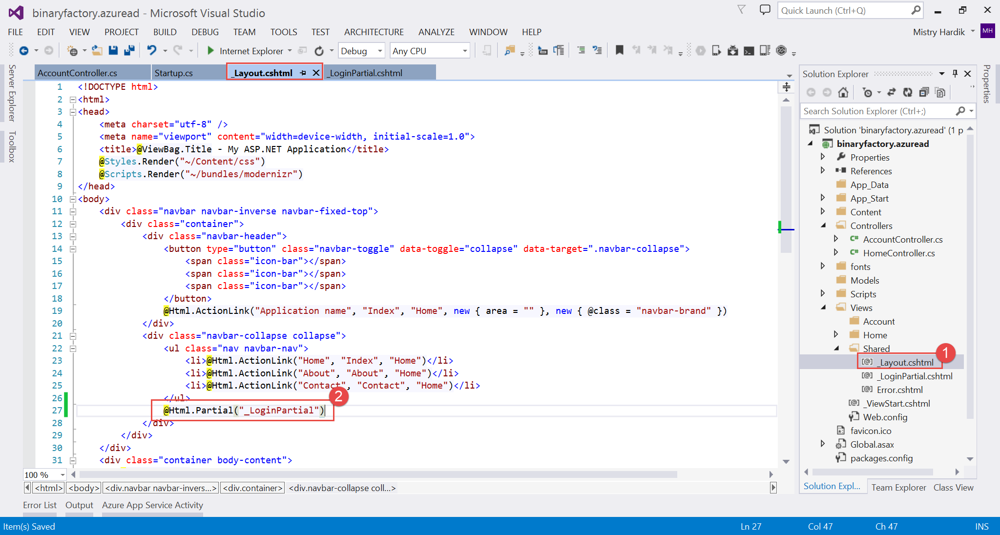 binaryfactory.azuread - Microsoft Visual Studio
Quick Launch (Ctrl+Q)
FILE EDIT VIEW PROJECT BUILD DEBUG TEAM TOOLS TEST ARCHITECTURE ANALYZE WINDOW HELP
Mistry Hardik MH
Internet Explorer Debug Any CPU
Server Explorer
Toolbox
AccountController.cs Startup.cs _Layout.cshtml _LoginPartial.cshtml
1 <!DOCTYPE html>
2 <html>
3 <head>
4 <meta charset="utf-8" />
5 <meta name="viewport" content="width=device-width, initial-scale=1.0">
6 <title>@ViewBag.Title - My ASP.NET Application</title>
7 @Styles.Render("~/Content/css")
8 @Scripts.Render("~/bundles/modernizr")
9 </head>
10 <body>
11 <div class="navbar navbar-inverse navbar-fixed-top">
12 <div class="container">
13 <div class="navbar-header">
14 <button type="button" class="navbar-toggle" data-toggle="collapse" data-target=".navbar-collapse">
15 <span class="icon-bar"></span>
16 <span class="icon-bar"></span>
17 <span class="icon-bar"></span>
18 </button>
19 @Html.ActionLink("Application name", "Index", "Home", new { area = "" }, new { @class = "navbar-brand" })
20 </div>
21 <div class="navbar-collapse collapse">
22 <ul class="nav navbar-nav">
23 <li>@Html.ActionLink("Home", "Index", "Home")</li>
24 <li>@Html.ActionLink("About", "About", "Home")</li>
25 <li>@Html.ActionLink("Contact", "Contact", "Home")</li>
26 </ul>
2
27 @Html.Partial("_LoginPartial")
28 </div>
29 </div>
30 </div>
31 <div class="container body-content">
100 %
<html> <body> <div.navbar navbar-invers...> <div.container> <div.navbar-collapse coll...>
Error List Output Azure App Service Activity
Solution Explorer
Search Solution Explorer (Ctrl+;)
Solution 'binaryfactory.azuread' (1 p
binaryfactory.azuread
Properties
References
App_Data
App_Start
Content
Controllers
C# AccountController.cs
C# HomeController.cs
fonts
Models
Scripts
Views
Account
Home
Shared
1
[@] _Layout.cshtml
[@] _LoginPartial.cshtml
[@] Error.cshtml
[@] _ViewStart.cshtml
Web.config
favicon.ico
Global.asax
packages.config
Solution Expl... Team Explorer Class View
Properties
Item(s) Saved Ln 27 Col 47 Ch 47 INS